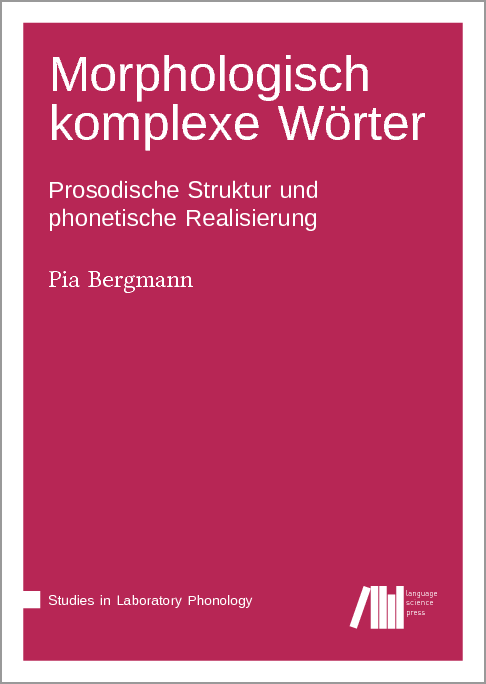 Morphologisch
komplexe Wörter
Prosodische Struktur und
phonetische Realisierung
Pia Bergmann
Studies in Laboratory Phonology
language
science
press